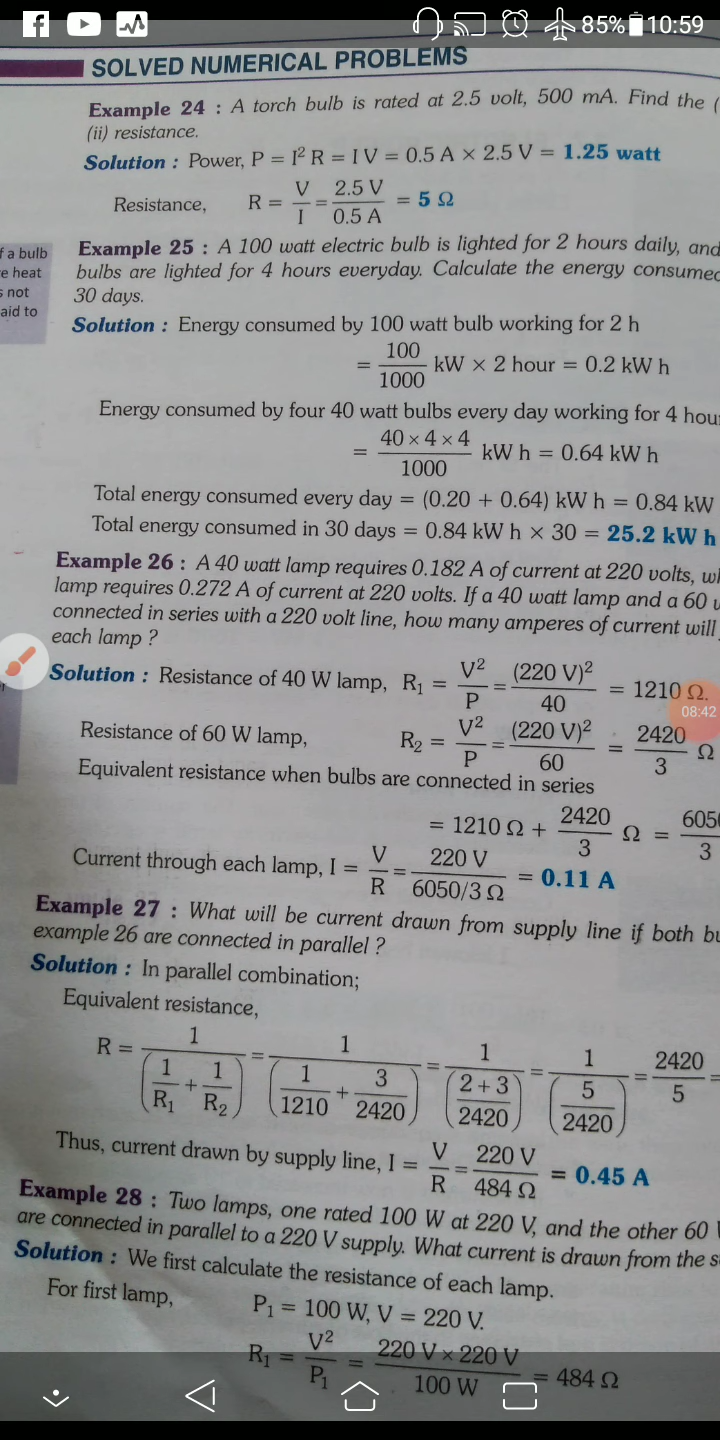 85% 10:59
SOLVED NUMERICAL PROBLEMS
Example 24 : A torch bulb is rated at 2.5 volt, 500 mA. Find the (
(ii) resistance.
Solution : Power, P = I² R = I V = 0.5 A × 2.5 V = 1.25 watt
Resistance, R = V/I = 2.5 V/0.5 A = 5 Ω
f a bulb
e heat
s not
aid to
Example 25 : A 100 watt electric bulb is lighted for 2 hours daily, and
bulbs are lighted for 4 hours everyday. Calculate the energy consumed
30 days.
Solution : Energy consumed by 100 watt bulb working for 2 h
= 100/1000 kW × 2 hour = 0.2 kW h
Energy consumed by four 40 watt bulbs every day working for 4 hou
= 40 × 4 × 4/1000 kW h = 0.64 kW h
Total energy consumed every day = (0.20 + 0.64) kW h = 0.84 kW
Total energy consumed in 30 days = 0.84 kW h × 30 = 25.2 kW h
Example 26 : A 40 watt lamp requires 0.182 A of current at 220 volts, w
lamp requires 0.272 A of current at 220 volts. If a 40 watt lamp and a 60
connected in series with a 220 volt line, how many amperes of current will
each lamp ?
Solution : Resistance of 40 W lamp, R₁ = V²/P = (220 V)²/40 = 1210 Ω.
08:42
Resistance of 60 W lamp, R₂ = V²/P = (220 V)²/60 = 2420/3 Ω
Equivalent resistance when bulbs are connected in series
= 1210 Ω + 2420/3 Ω = 605/3
Current through each lamp, I = V/R = 220 V/6050/3 Ω = 0.11 A
Example 27 : What will be current drawn from supply line if both bu
example 26 are connected in parallel ?
Solution : In parallel combination;
Equivalent resistance,
R = 1/(1/R₁ + 1/R₂) = 1/(1/1210 + 3/2420) = 1/((2 + 3)/2420) = 1/(5/2420) = 2420/5 =
Thus, current drawn by supply line, I = V/R = 220 V/484 Ω = 0.45 A
Example 28 : Two lamps, one rated 100 W at 220 V, and the other 60
are connected in parallel to a 220 V supply. What current is drawn from the s
Solution : We first calculate the resistance of each lamp.
For first lamp, P₁ = 100 W, V = 220 V.
R₁ = V²/P₁ = 220 V × 220 V/100 W = 484 Ω